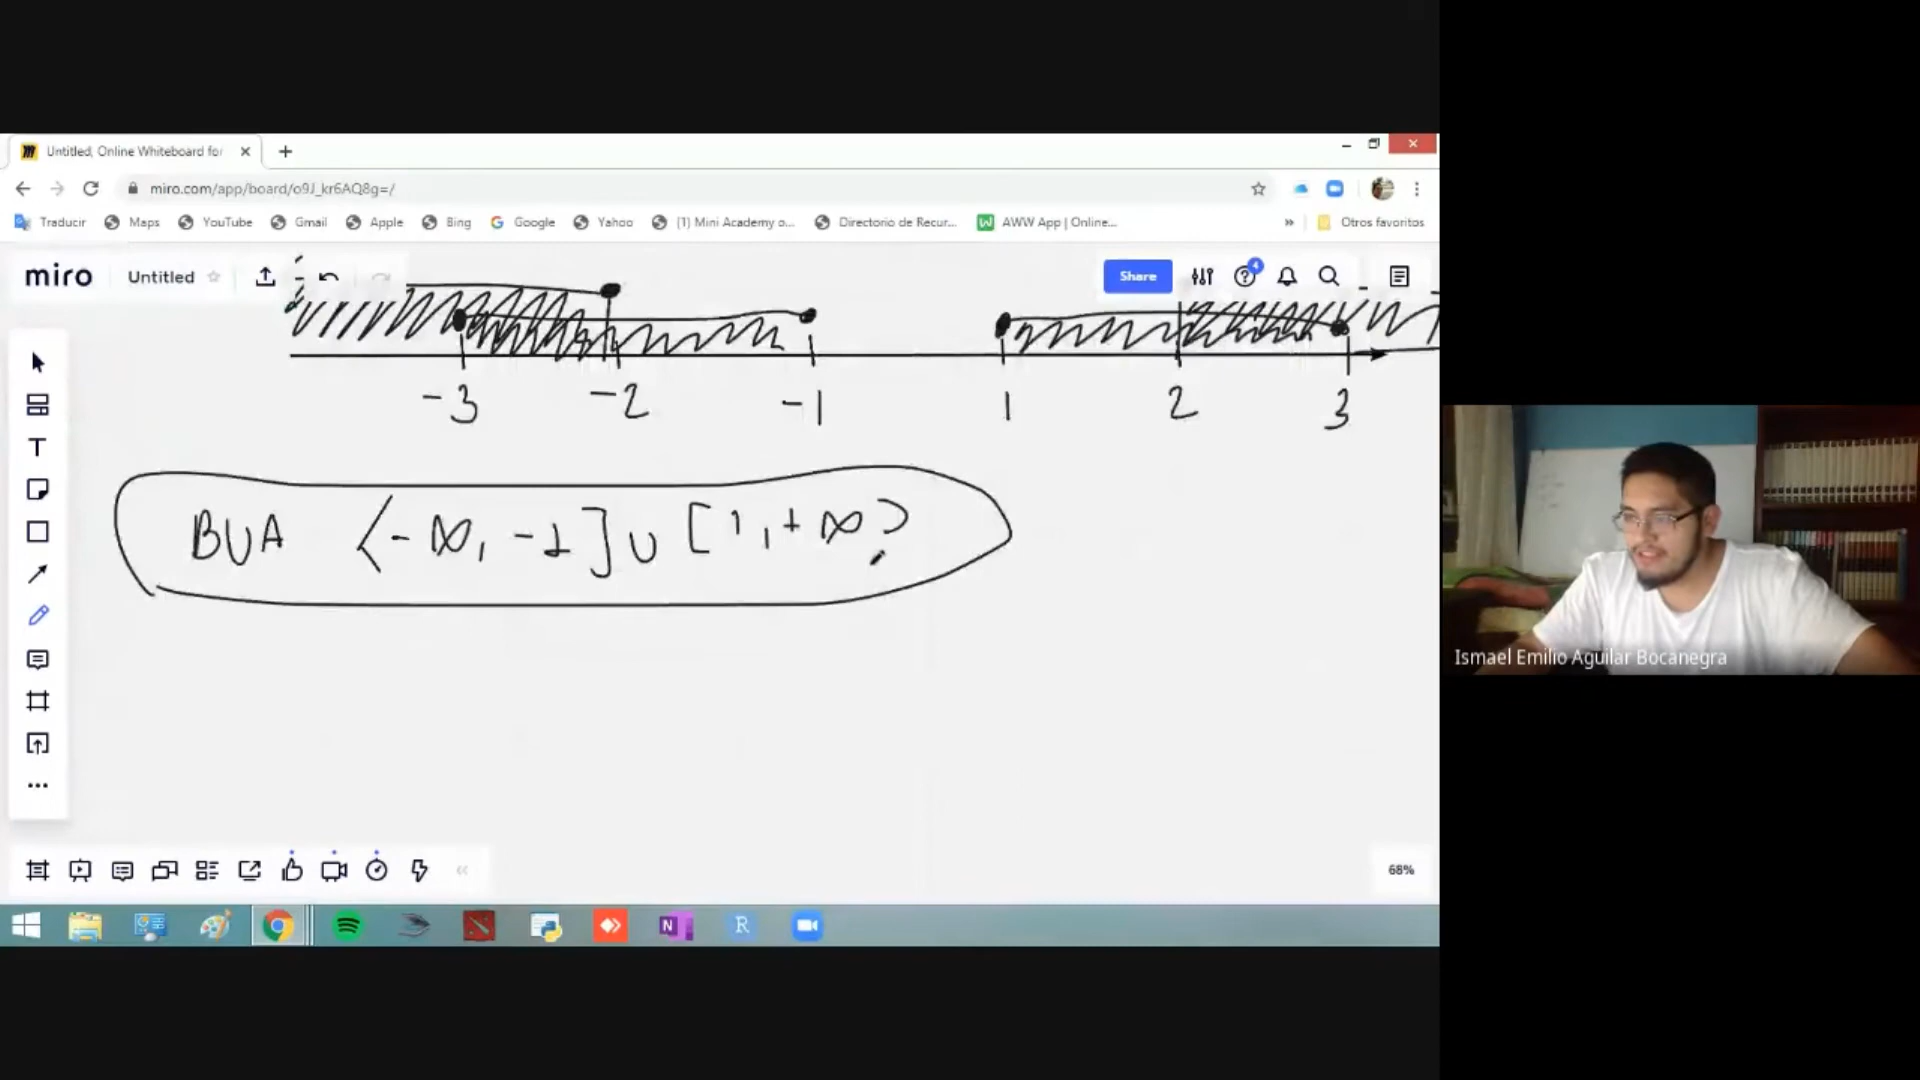 Untitled, Online Whiteboard for
miro.com/app/board/o9J_kr6AQ8g=/
Traducir Maps YouTube Gmail Apple Bing Google Yahoo (1) Mini Academy o... Directorio de Recur... AWW App | Online... » Otros favoritos
miro Untitled Share 4
-3 -2 -1 1 2 3
BUA ⟨-∞, -1] ∪ [1, +∞⟩
Ismael Emilio Aguilar Bocanegra
68%
N R